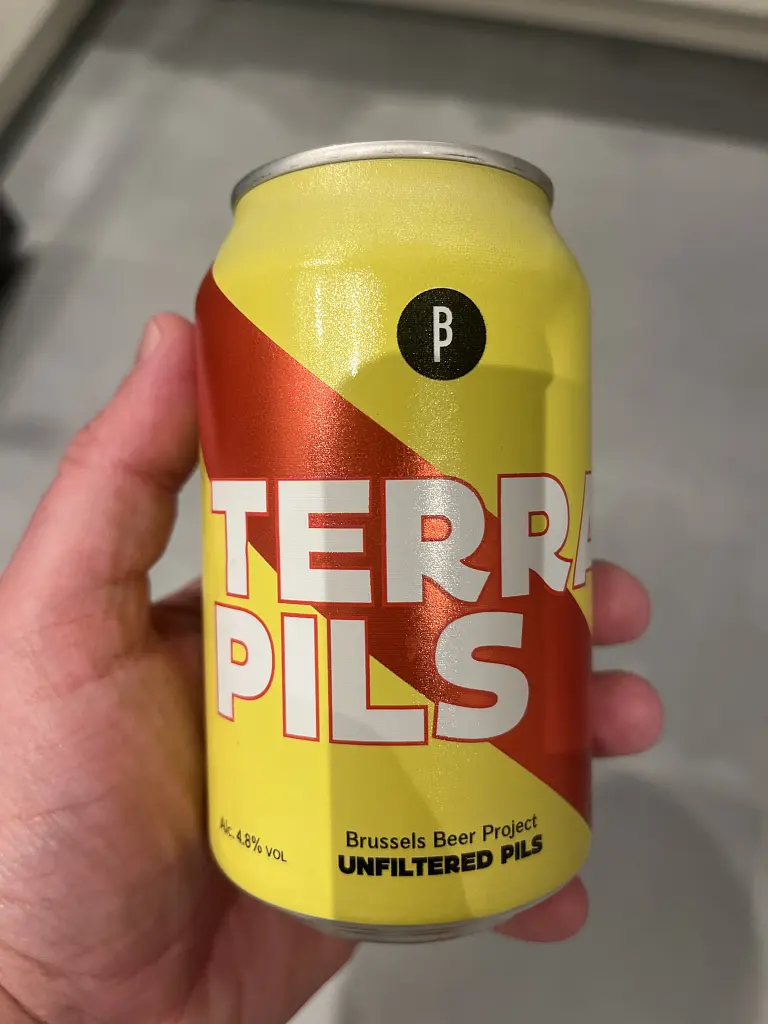 TERRA
PILS
Alc. 4.8% VOL
Brussels Beer Project
UNFILTERED PILS